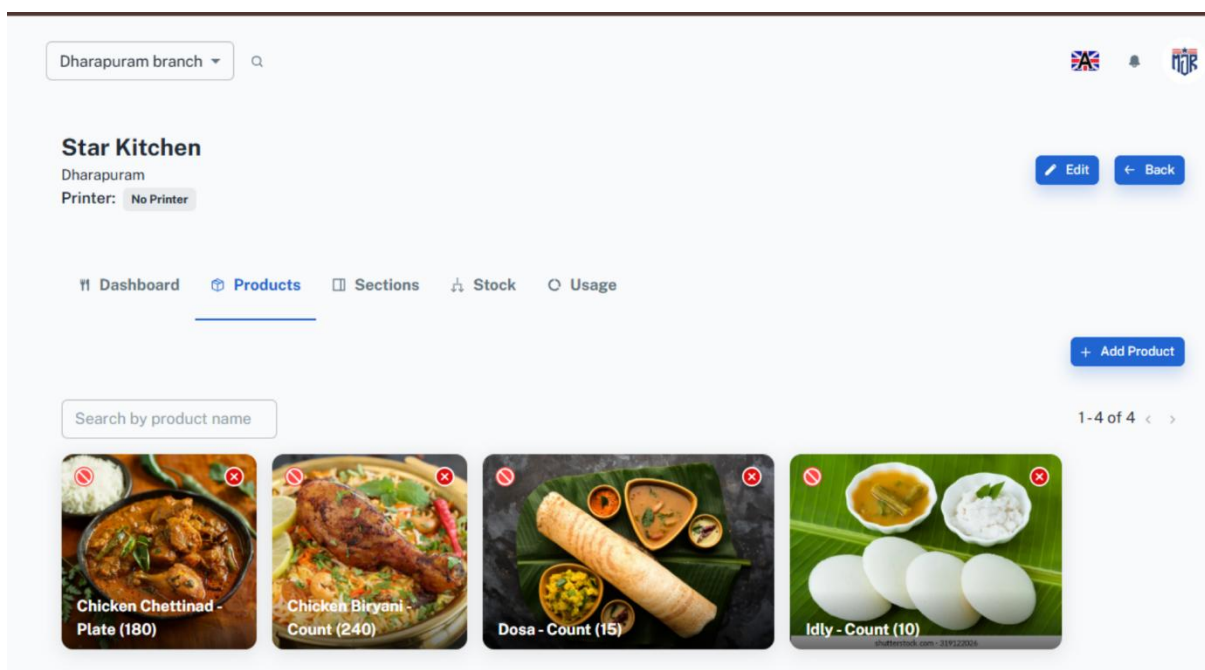 Dharapuram branch
A
MJR
Star Kitchen
Edit
Back
Dharapuram
Printer: No Printer
Dashboard Products Sections Stock Usage
+ Add Product
Search by product name
1-4 of 4
Chicken Chettinad -
Plate (180)
Chicken Biryani -
Count (240)
Dosa - Count (15)
Idly - Count (10)
shutterstock.com · 319122026